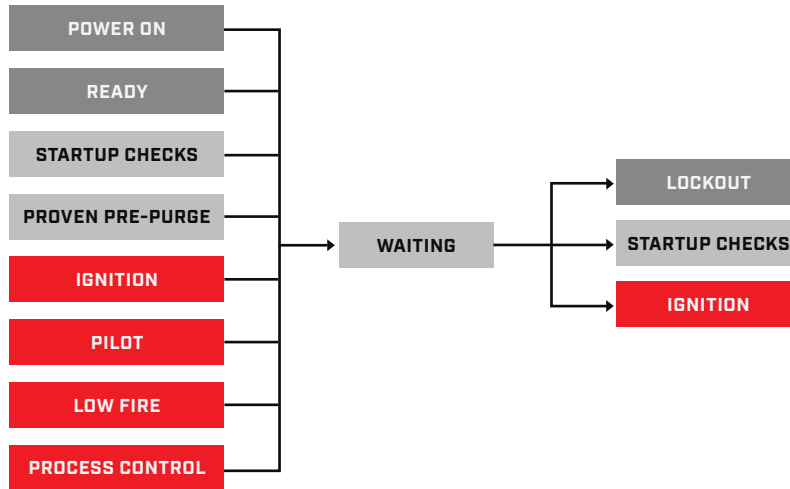 POWER ON
READY
STARTUP CHECKS
PROVEN PRE-PURGE
IGNITION
PILOT
LOW FIRE
PROCESS CONTROL
WAITING
LOCKOUT
STARTUP CHECKS
IGNITION